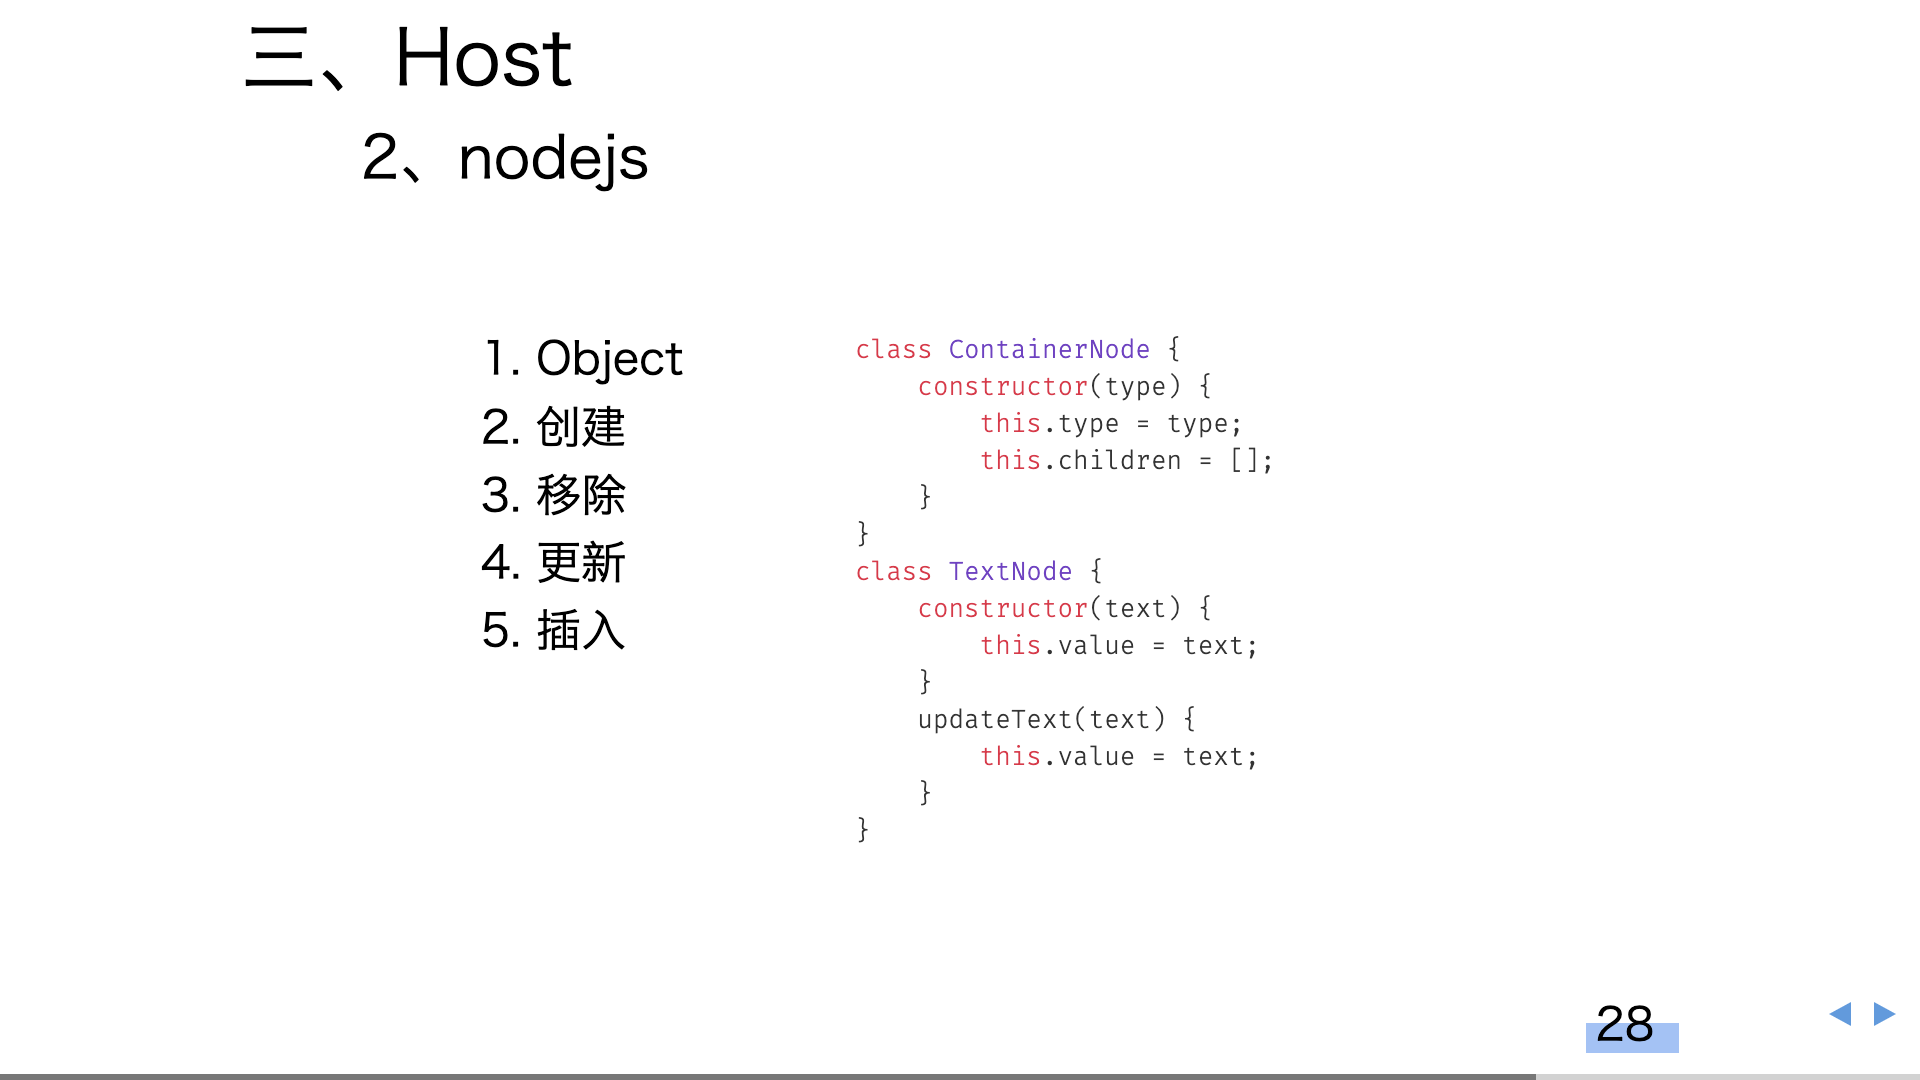 三、Host
2、nodejs
1. Object
2. 创建
3. 移除
4. 更新
5. 插入
class ContainerNode {
    constructor(type) {
        this.type = type;
        this.children = [];
    }
}
class TextNode {
    constructor(text) {
        this.value = text;
    }
    updateText(text) {
        this.value = text;
    }
}
28